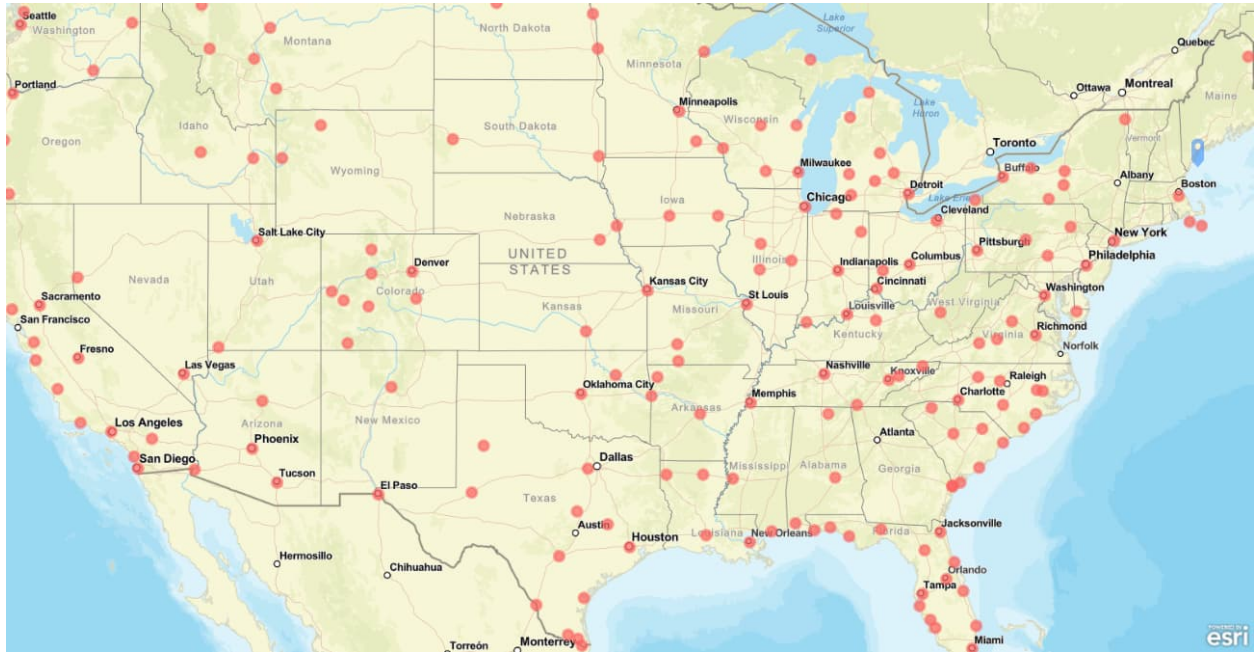 Seattle
Washington
Montana
North Dakota
Minnesota
Lake
Superior
Quebec
Ottawa
Montreal
Maine
Portland
Oregon
Idaho
Minneapolis
Wisconsin
Lake
Huron
Toronto
Vermont
South Dakota
Wyoming
Milwaukee
Buffalo
Albany
Boston
Detroit
Lake Erie
Chicago
Iowa
Nebraska
Cleveland
Salt Lake City
Nevada
Utah
Denver
Colorado
UNITED
STATES
Illinois
Indianapolis
Columbus
Pittsburgh
New York
Philadelphia
Kansas City
Cincinnati
Washington
Sacramento
San Francisco
Kansas
Missouri
St Louis
Louisville
West Virginia
Kentucky
Virginia
Richmond
Norfolk
Fresno
Las Vegas
Nashville
Knoxville
Raleigh
Charlotte
Oklahoma City
Memphis
Arkansas
Los Angeles
Arizona
New Mexico
Phoenix
San Diego
Tucson
El Paso
Dallas
Texas
Mississippi
Alabama
Atlanta
Georgia
Austin
Houston
Louisiana
New Orleans
Florida
Jacksonville
Hermosillo
Chihuahua
Orlando
Tampa
Torreón
Monterrey
Miami
POWERED BY
esri